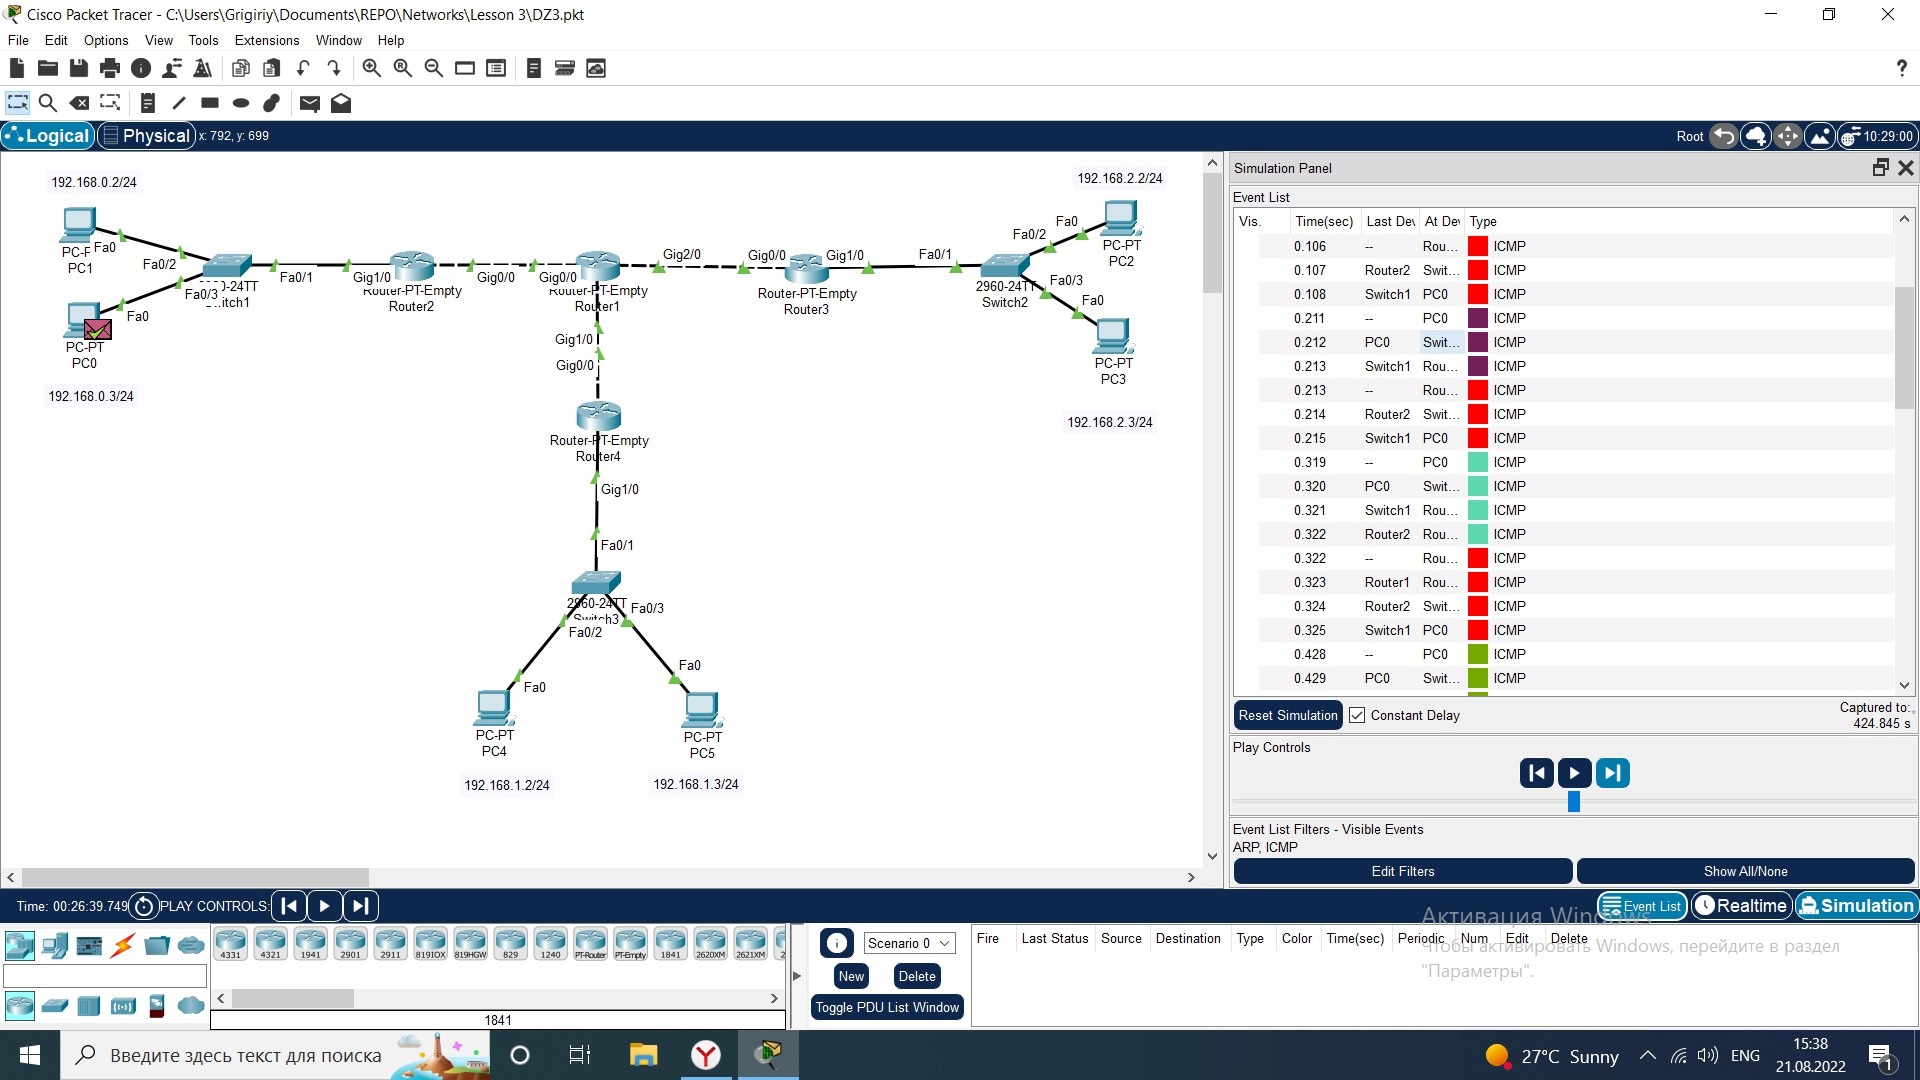 Cisco Packet Tracer - C:\Users\Grigiriy\Documents\REPO\Networks\Lesson 3\DZ3.pkt
File Edit Options View Tools Extensions Window Help
?
Logical Physical x: 792, y: 699
Root 10:29:00
192.168.0.2/24
PC1
Fa0
Fa0/2
Fa0/3
Fa0/1
Fa0
PC-PT
PC0
192.168.0.3/24
Gig1/0
Router-PT-Empty
Router2
Gig0/0
Gig0/0
Router-PT-Empty
Router1
Gig2/0
Gig0/0
Gig1/0
Router-PT-Empty
Router3
Fa0/1
2960-24TT
Switch2
Fa0/2
Fa0
Fa0/3
Fa0
192.168.2.2/24
PC-PT
PC2
PC-PT
PC3
192.168.2.3/24
Gig1/0
Gig0/0
Router-PT-Empty
Router4
Gig1/0
Fa0/1
2960-24TT
Switch3
Fa0/3
Fa0/2
Fa0
Fa0
PC-PT
PC4
PC-PT
PC5
192.168.1.2/24
192.168.1.3/24
Simulation Panel
Event List
Vis. Time(sec) Last Dev At Dev Type
0.106 -- Rou... ICMP
0.107 Router2 Swit... ICMP
0.108 Switch1 PC0 ICMP
0.211 -- PC0 ICMP
0.212 PC0 Swit... ICMP
0.213 Switch1 Rou... ICMP
0.213 -- Rou... ICMP
0.214 Router2 Swit... ICMP
0.215 Switch1 PC0 ICMP
0.319 -- PC0 ICMP
0.320 PC0 Swit... ICMP
0.321 Switch1 Rou... ICMP
0.322 Router2 Rou... ICMP
0.322 -- Rou... ICMP
0.323 Router1 Rou... ICMP
0.324 Router2 Swit... ICMP
0.325 Switch1 PC0 ICMP
0.428 -- PC0 ICMP
0.429 PC0 Swit... ICMP
Reset Simulation Constant Delay
Captured to:
424.845 s
Play Controls
Event List Filters - Visible Events
ARP, ICMP
Edit Filters Show All/None
Time: 00:26:39.749 PLAY CONTROLS:
Event List Realtime Simulation
4331 4321 1941 2901 2911 819IOX 819HGW 829 1240 PT-Router PT-Empty 1841 2620XM 2621XM
1841
Scenario 0
New Delete
Toggle PDU List Window
Fire Last Status Source Destination Type Color Time(sec) Periodic Num Edit Delete
Активация Windows
Чтобы активировать Windows, перейдите в раздел
"Параметры".
Введите здесь текст для поиска
27°C Sunny ENG
15:38
21.08.2022
1